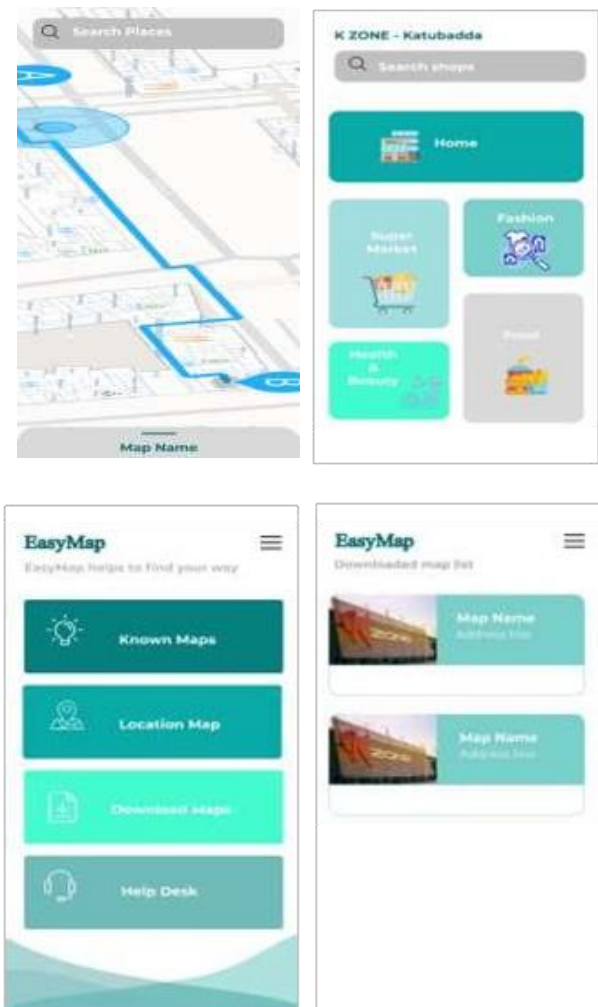 Search Places
A
B
Map Name
K ZONE - Katubadda
Search shops
Home
Super
Market
Fashion
Health
&
Beauty
Food
EasyMap
EasyMap helps to find your way
Known Maps
Location Map
Download Maps
Help Desk
EasyMap
Downloaded map list
K ZONE
Map Name
Address line
K ZONE
Map Name
Address line